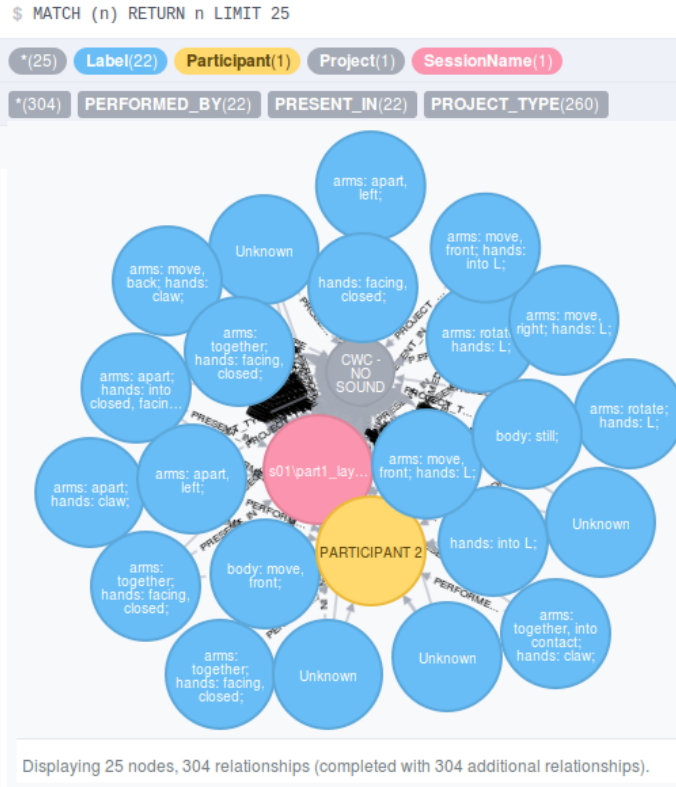 $ MATCH (n) RETURN n LIMIT 25
*(25) Label(22) Participant(1) Project(1) SessionName(1)
*(304) PERFORMED_BY(22) PRESENT_IN(22) PROJECT_TYPE(260)
arms: apart,
left;
Unknown
arms: move,
front; hands:
into L;
arms: move,
back; hands:
claw;
hands: facing,
closed;
arms: move,
right; hands: L;
arms:
together;
hands: facing,
closed;
hands: L;
CWC -
NO
SOUND
arms: apart;
hands: into
closed, facin...
arms: rotate;
hands: L;
body: still;
s01\part1_lay...
arms: move,
front; hands: L;
arms: apart,
left;
arms: apart;
hands: claw;
Unknown
hands: into L;
PARTICIPANT 2
arms:
together;
hands: facing,
closed;
body: move,
front;
PERFORME...
arms:
together, into
contact;
hands: claw;
Unknown
arms:
together;
hands: facing,
closed;
Unknown
Displaying 25 nodes, 304 relationships (completed with 304 additional relationships).